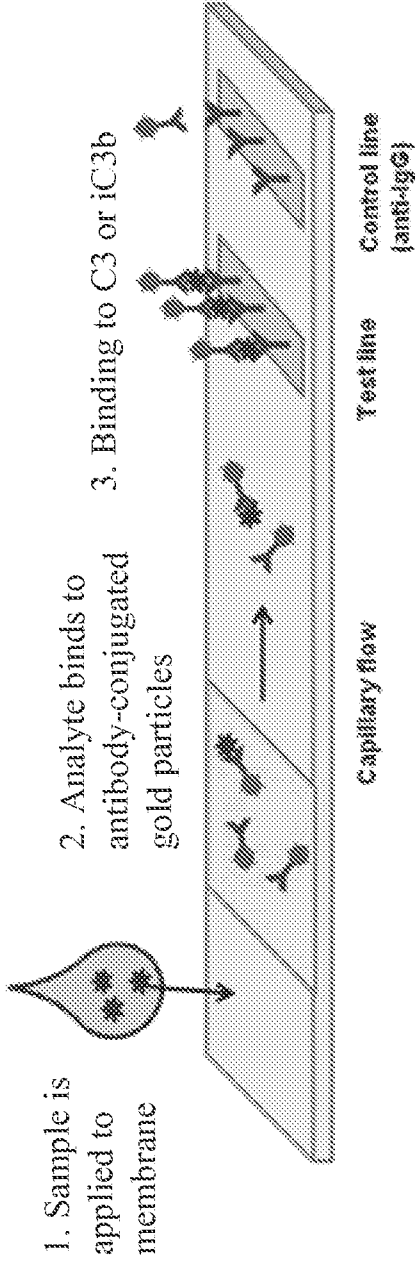 1. Sample is
applied to
membrane
2. Analyte binds to
antibody-conjugated
gold particles
3. Binding to C3 or iC3b
Capillary flow
Test line
Control line
(anti-IgG)